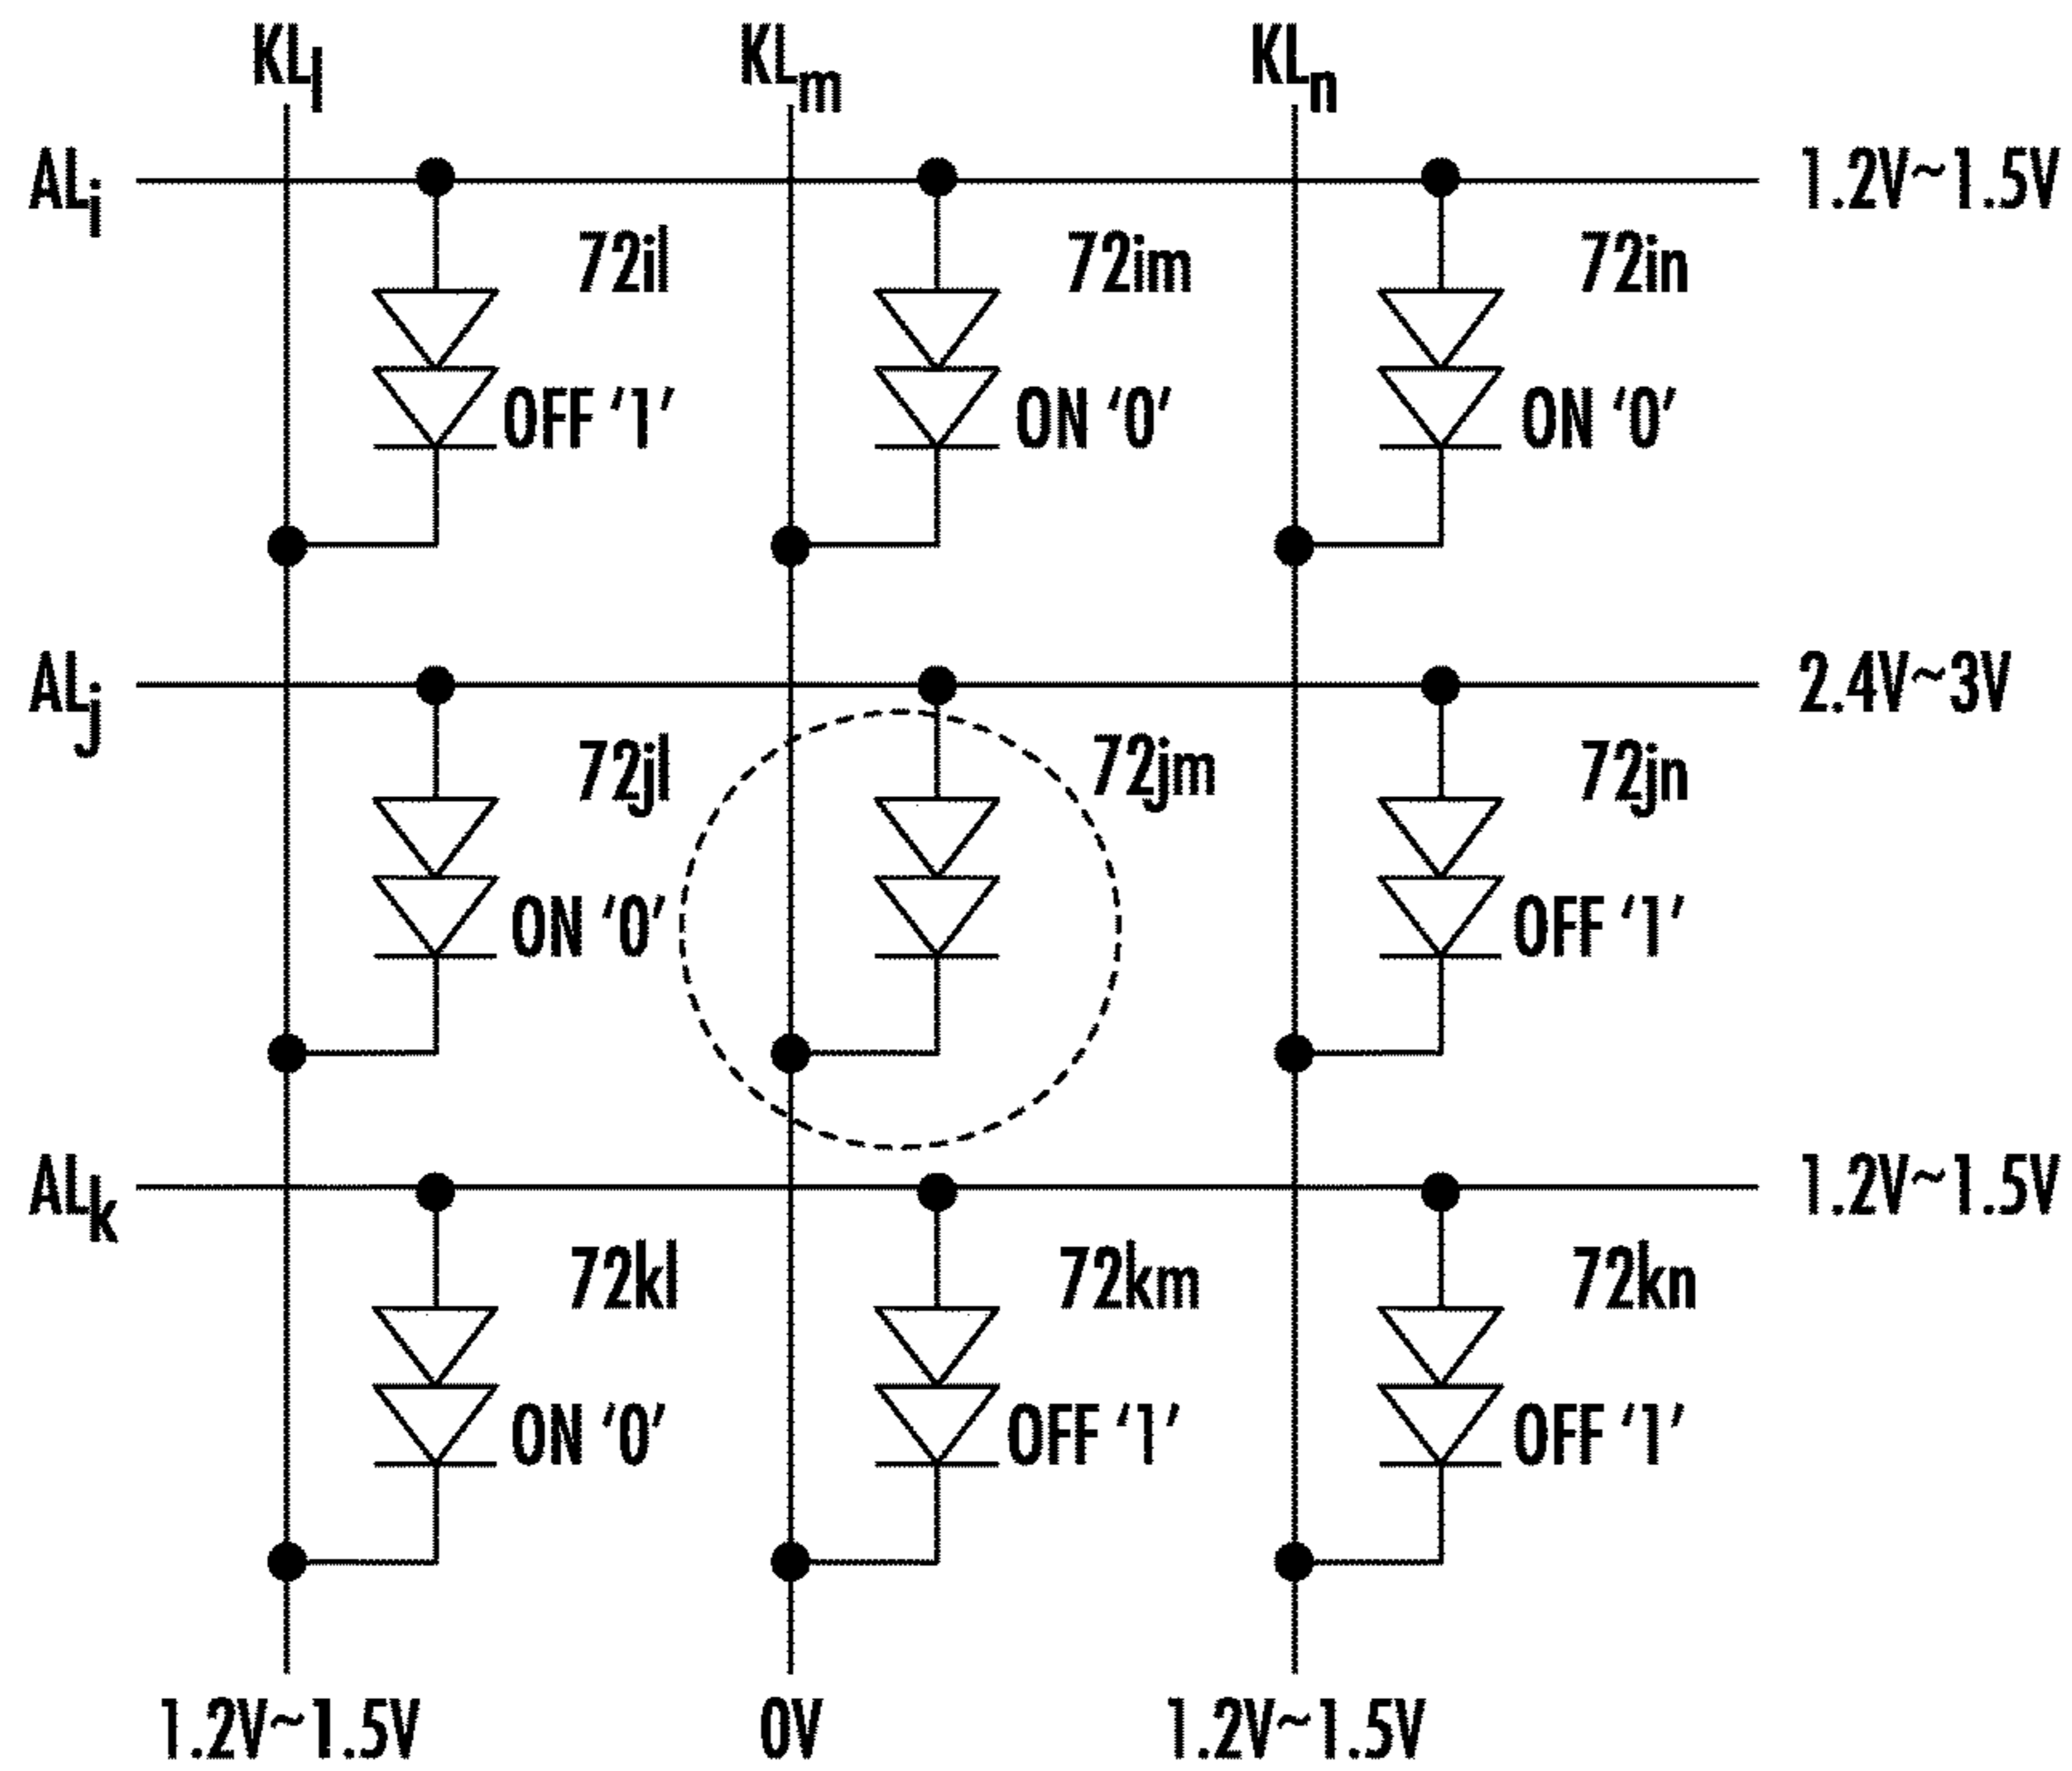 KLl KLm KLn
ALi 1.2V~1.5V
72il 72im 72in
OFF ‘1’ ON ‘0’ ON ‘0’
ALj 2.4V~3V
72jl 72jm 72jn
ON ‘0’ OFF ‘1’
ALk 1.2V~1.5V
72kl 72km 72kn
ON ‘0’ OFF ‘1’ OFF ‘1’
1.2V~1.5V 0V 1.2V~1.5V